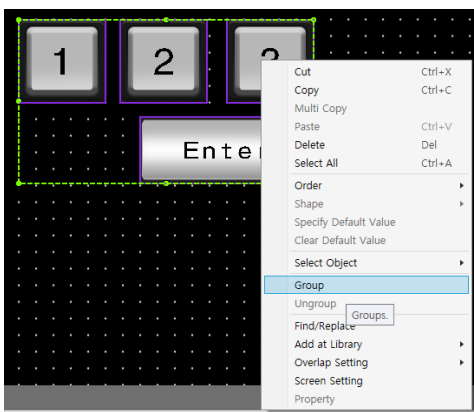 1
2
Ente
Cut Ctrl+X
Copy Ctrl+C
Multi Copy
Paste Ctrl+V
Delete Del
Select All Ctrl+A
Order
Shape
Specify Default Value
Clear Default Value
Select Object
Group
Ungroup
Groups.
Find/Replace
Add at Library
Overlap Setting
Screen Setting
Property